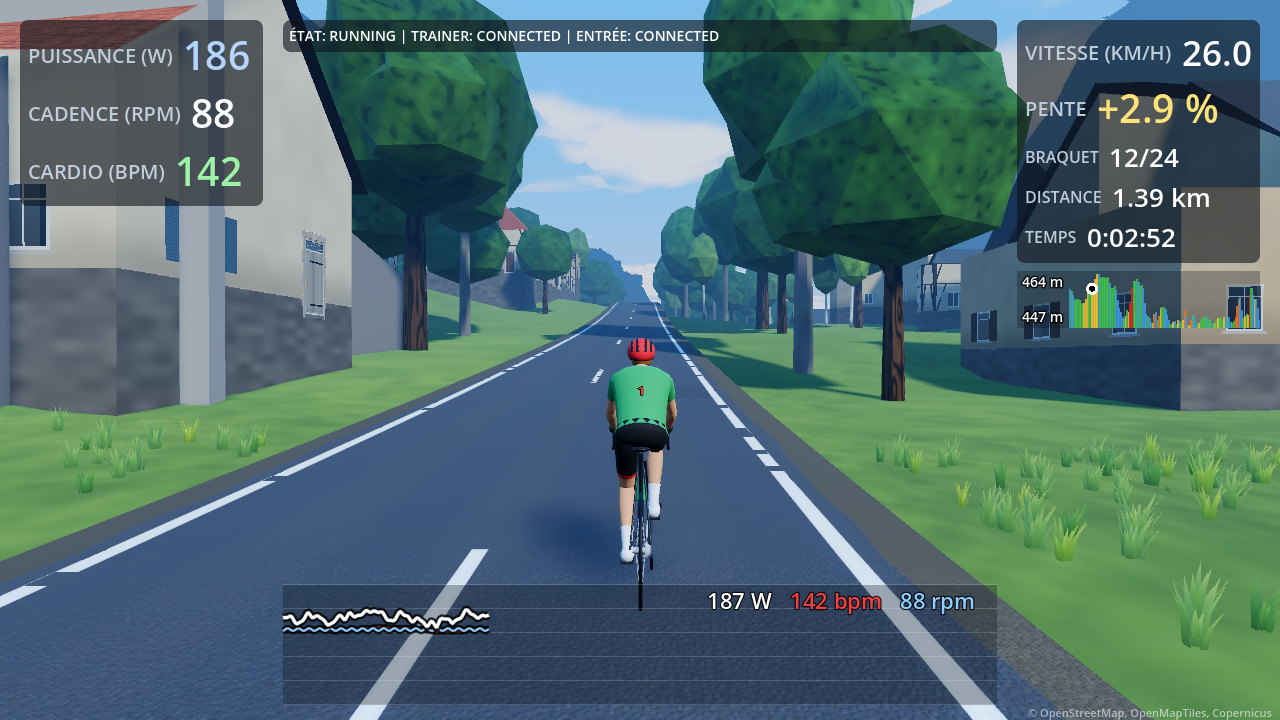 PUISSANCE (W) 186
CADENCE (RPM) 88
CARDIO (BPM) 142
ÉTAT: RUNNING | TRAINER: CONNECTED | ENTRÉE: CONNECTED
VITESSE (KM/H) 26.0
PENTE +2.9 %
BRAQUET 12/24
DISTANCE 1.39 km
TEMPS 0:02:52
464 m
447 m
1
187 W 142 bpm 88 rpm
© OpenStreetMap, OpenMapTiles, Copernicus